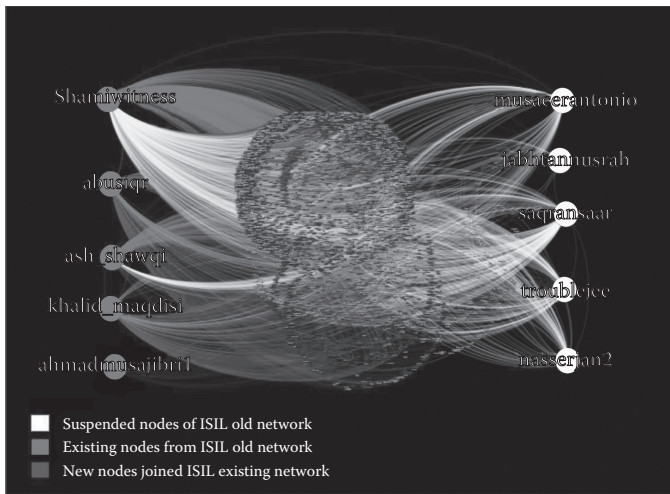 Shamiwitness
musacerantonio
jabhtannusrah
abusiqr
saqransaar
ash_shawqi
troublejee
khalid_maqdisi
nasserjan2
ahmadmusajibril
Suspended nodes of ISIL old network
Existing nodes from ISIL old network
New nodes joined ISIL existing network